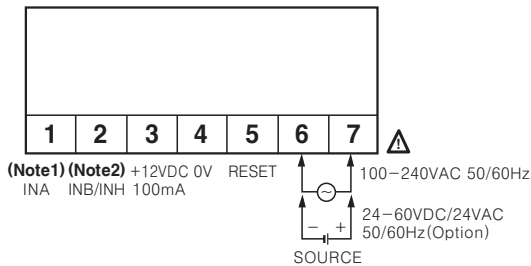 1 2 3 4 5 6 7
(Note1) (Note2) +12VDC 0V RESET
INA INB/INH 100mA
100−240VAC 50/60Hz
24−60VDC/24VAC
50/60Hz(Option)
− +
SOURCE